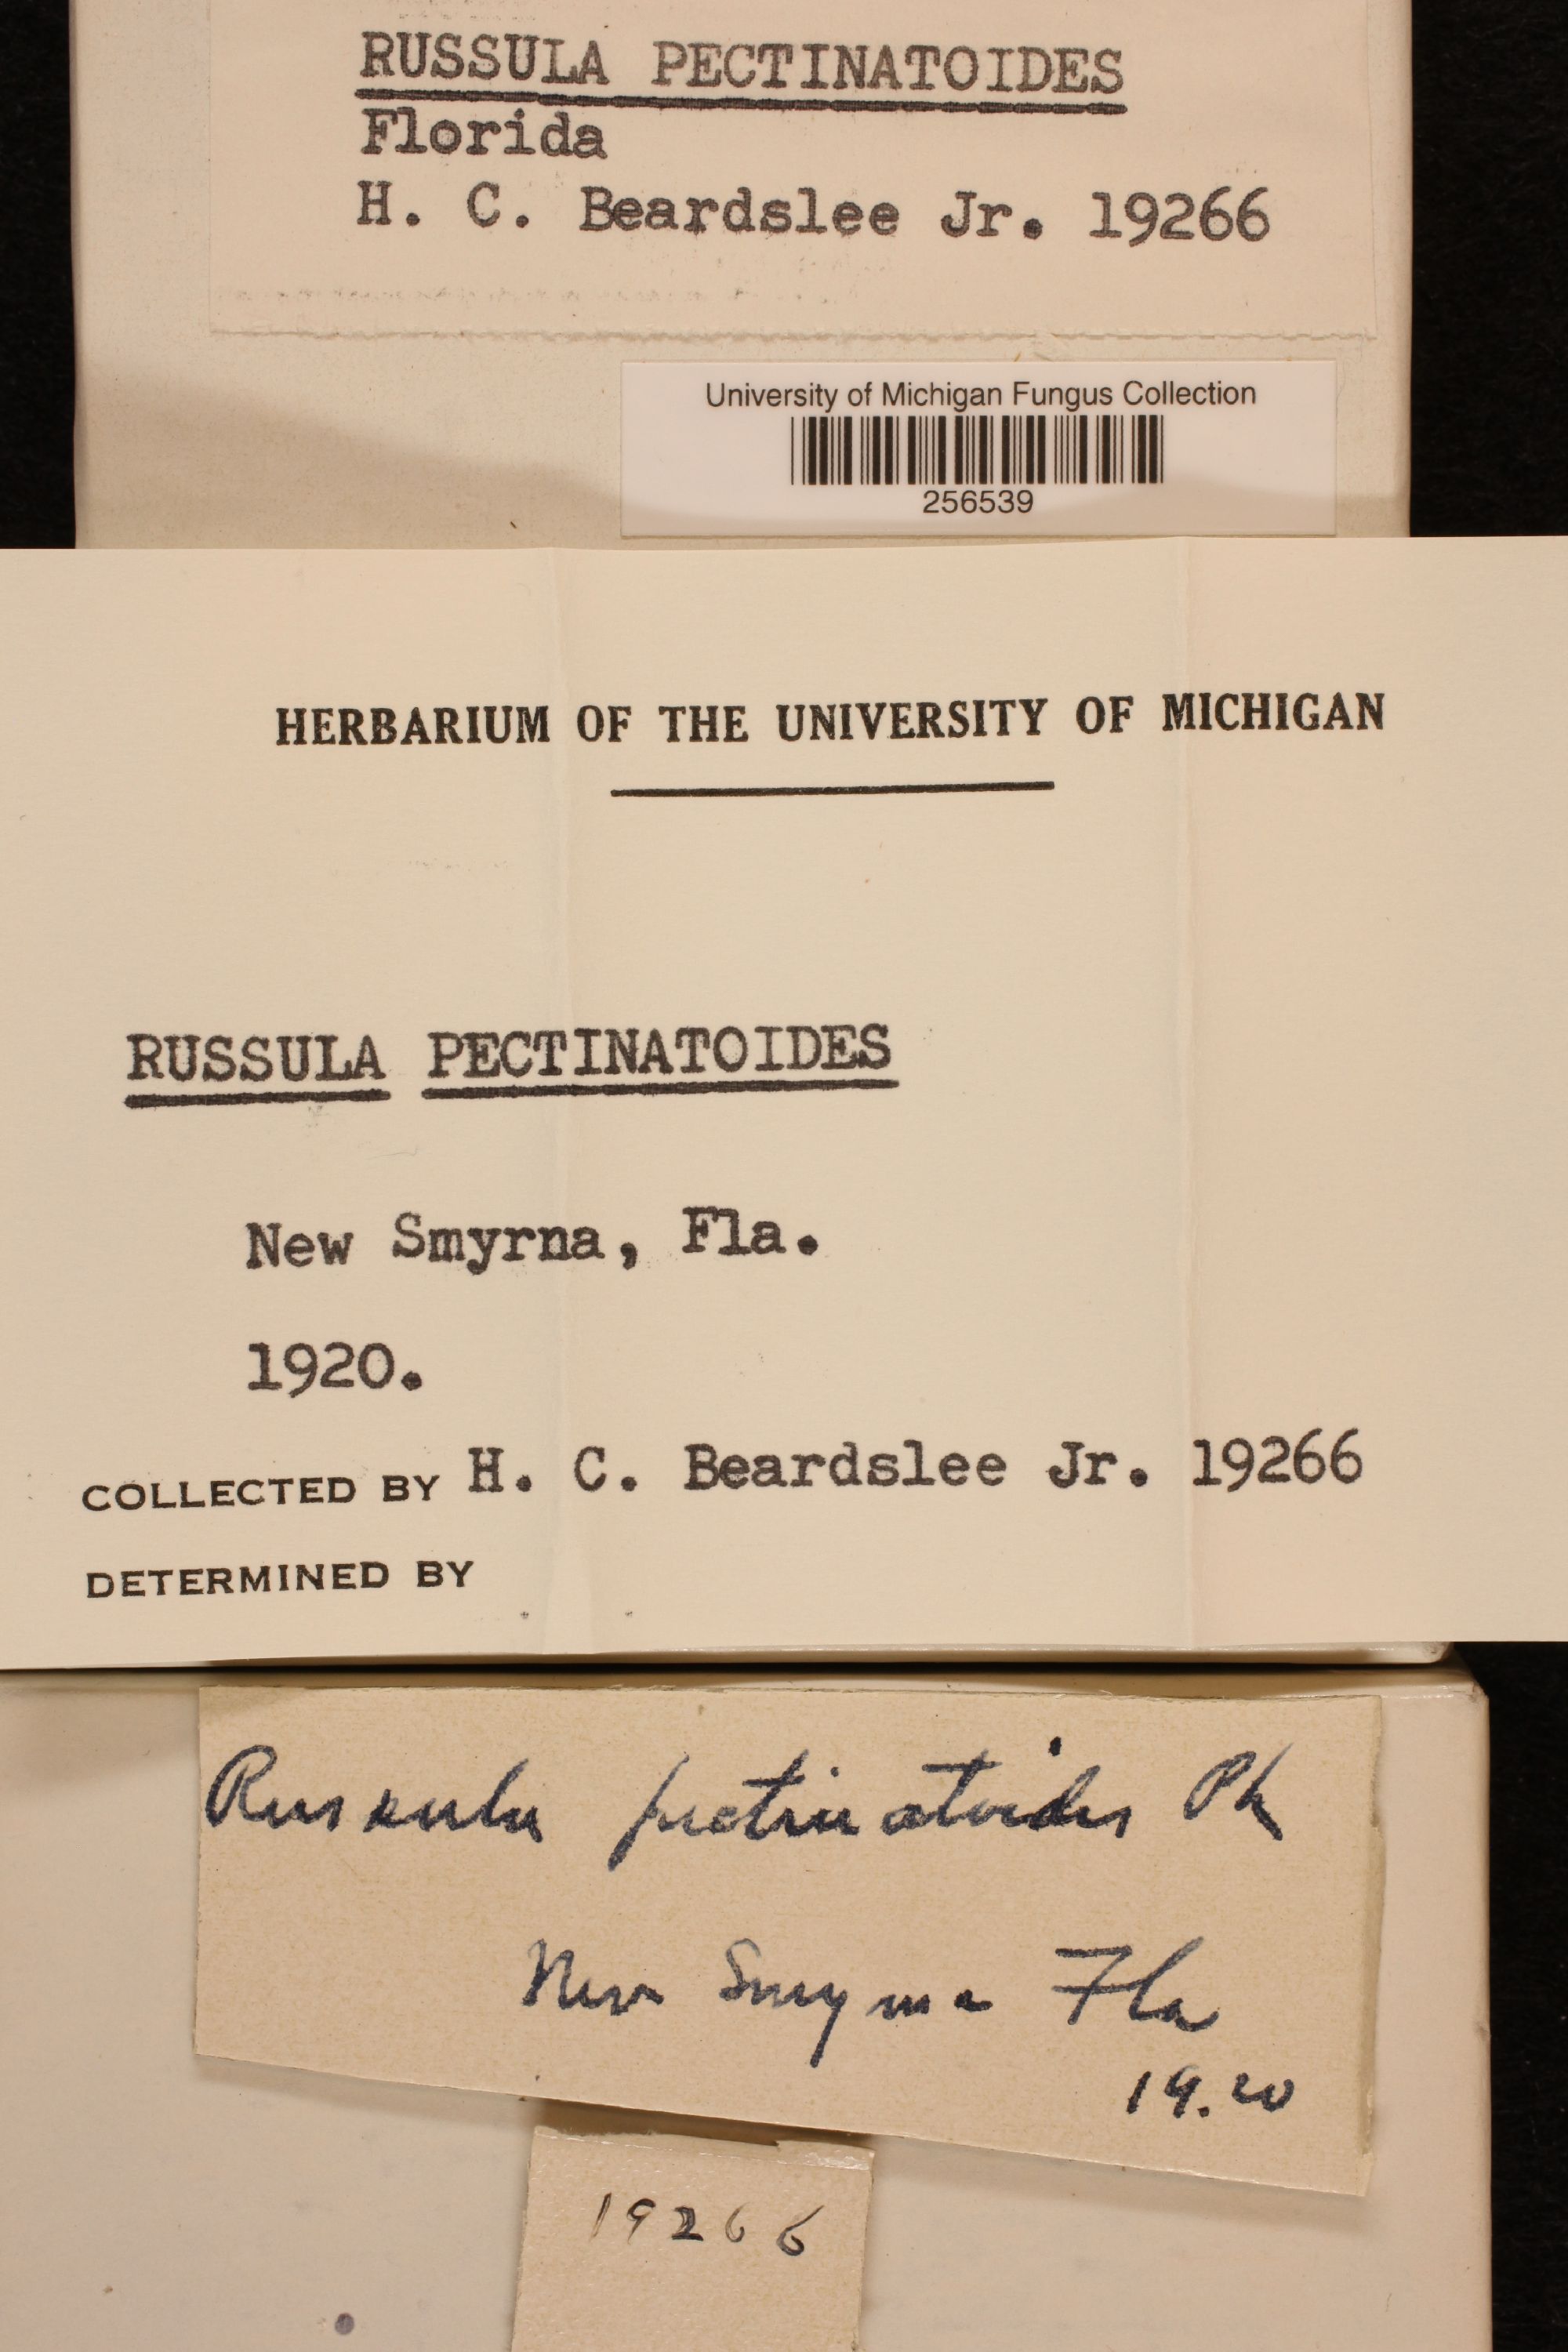 RUSSULA PECTINATOIDES
Florida
H. C. Beardslee Jr. 19266
University of Michigan Fungus Collection
256539
HERBARIUM OF THE UNIVERSITY OF MICHIGAN
RUSSULA PECTINATOIDES
New Smyrna, Fla.
1920.
COLLECTED BY H. C. Beardslee Jr. 19266
DETERMINED BY
Russula pectinatoides Pk
New Smyrna Fla
19.20
19266